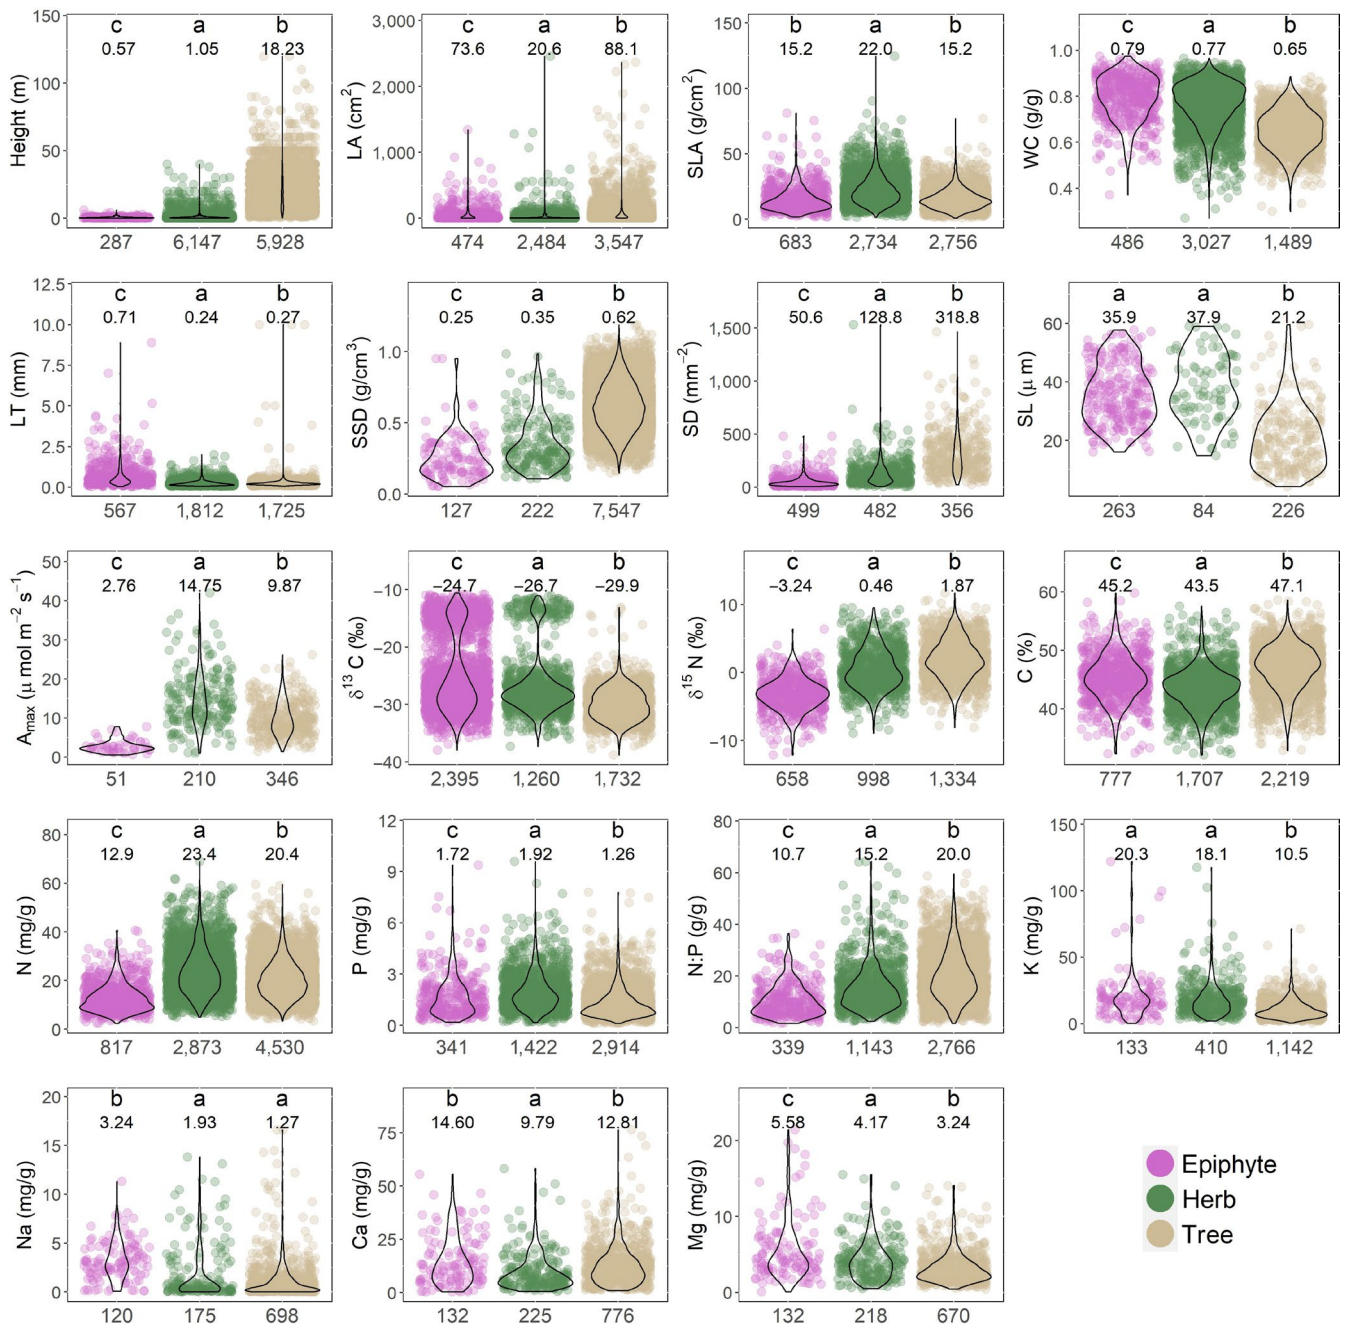 Height (m)
150
100
50
0
c a b
0.57 1.05 18.23
287 6,147 5,928
LA (cm2)
3,000
2,000
1,000
0
c a b
73.6 20.6 88.1
474 2,484 3,547
SLA (g/cm2)
150
100
50
0
b a b
15.2 22.0 15.2
683 2,734 2,756
WC (g/g)
1.0
0.8
0.6
0.4
c a b
0.79 0.77 0.65
486 3,027 1,489
LT (mm)
12.5
10.0
7.5
5.0
2.5
0.0
c a b
0.71 0.24 0.27
567 1,812 1,725
SSD (g/cm3)
1.0
0.5
0.0
c a b
0.25 0.35 0.62
127 222 7,547
SD (mm−2)
1,500
1,000
500
0
c a b
50.6 128.8 318.8
499 482 356
SL (μ m)
60
40
20
a a b
35.9 37.9 21.2
263 84 226
Amax (μ mol m−2 s−1)
50
40
30
20
10
0
c a b
2.76 14.75 9.87
51 210 346
δ13 C (‰)
−10
−20
−30
−40
c a b
−24.7 −26.7 −29.9
2,395 1,260 1,732
δ15 N (‰)
10
0
−10
c a b
−3.24 0.46 1.87
658 998 1,334
C (%)
60
50
40
c a b
45.2 43.5 47.1
777 1,707 2,219
N (mg/g)
80
60
40
20
0
c a b
12.9 23.4 20.4
817 2,873 4,530
P (mg/g)
12
9
6
3
0
c a b
1.72 1.92 1.26
341 1,422 2,914
N:P (g/g)
80
60
40
20
0
c a b
10.7 15.2 20.0
339 1,143 2,766
K (mg/g)
150
100
50
0
a a b
20.3 18.1 10.5
133 410 1,142
Na (mg/g)
20
15
10
5
0
b a a
3.24 1.93 1.27
120 175 698
Ca (mg/g)
75
50
25
0
b a b
14.60 9.79 12.81
132 225 776
Mg (mg/g)
20
10
0
c a b
5.58 4.17 3.24
132 218 670
Epiphyte
Herb
Tree